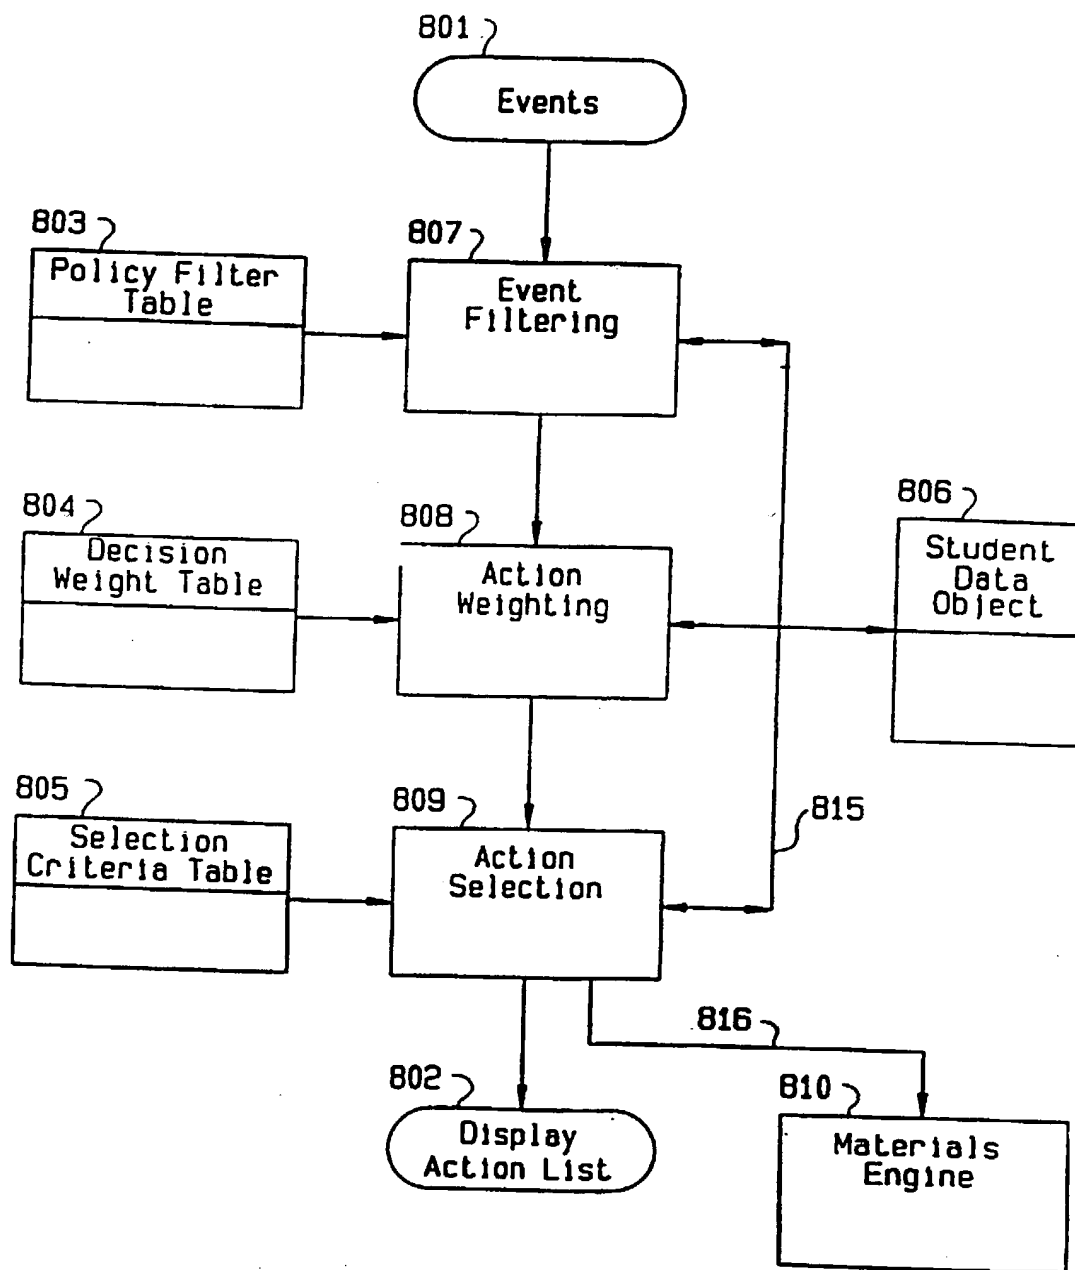 801
Events
803
Policy Filter
Table
807
Event
Filtering
804
Decision
Weight Table
808
Action
Weighting
806
Student
Data
Object
805
Selection
Criteria Table
809
Action
Selection
815
816
802
Display
Action List
810
Materials
Engine